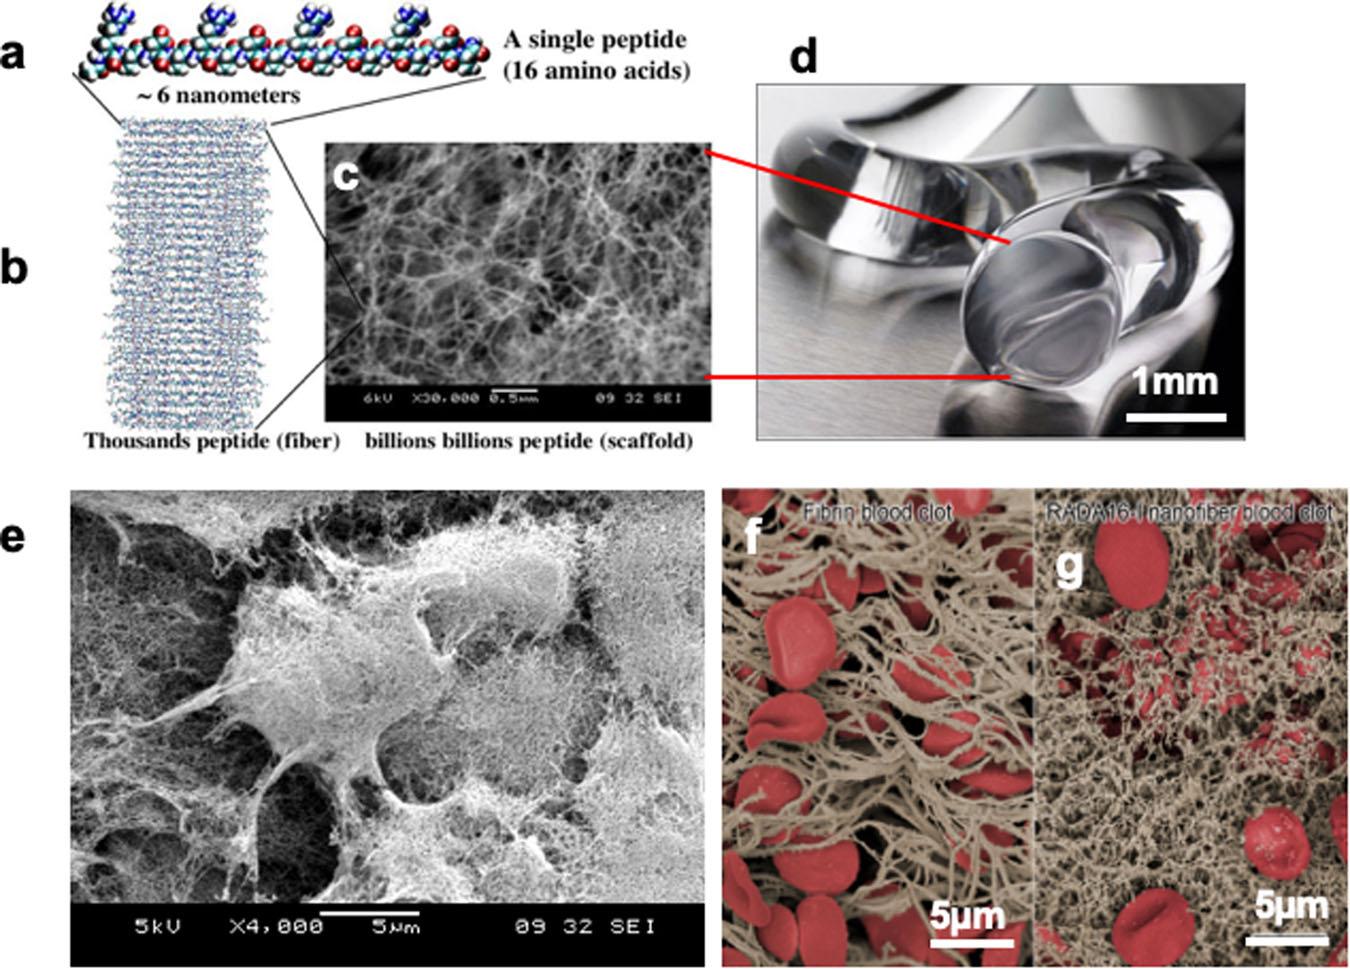 a
A single peptide
(16 amino acids)
~ 6 nanometers
d
c
b
1mm
6kV X30,000 0.5μm 09 32 SEI
Thousands peptide (fiber)
billions billions peptide (scaffold)
e
f
Fibrin blood clot
RADA16-I nanofiber blood clot
g
5kV X4,000 5μm 09 32 SEI
5μm
5μm